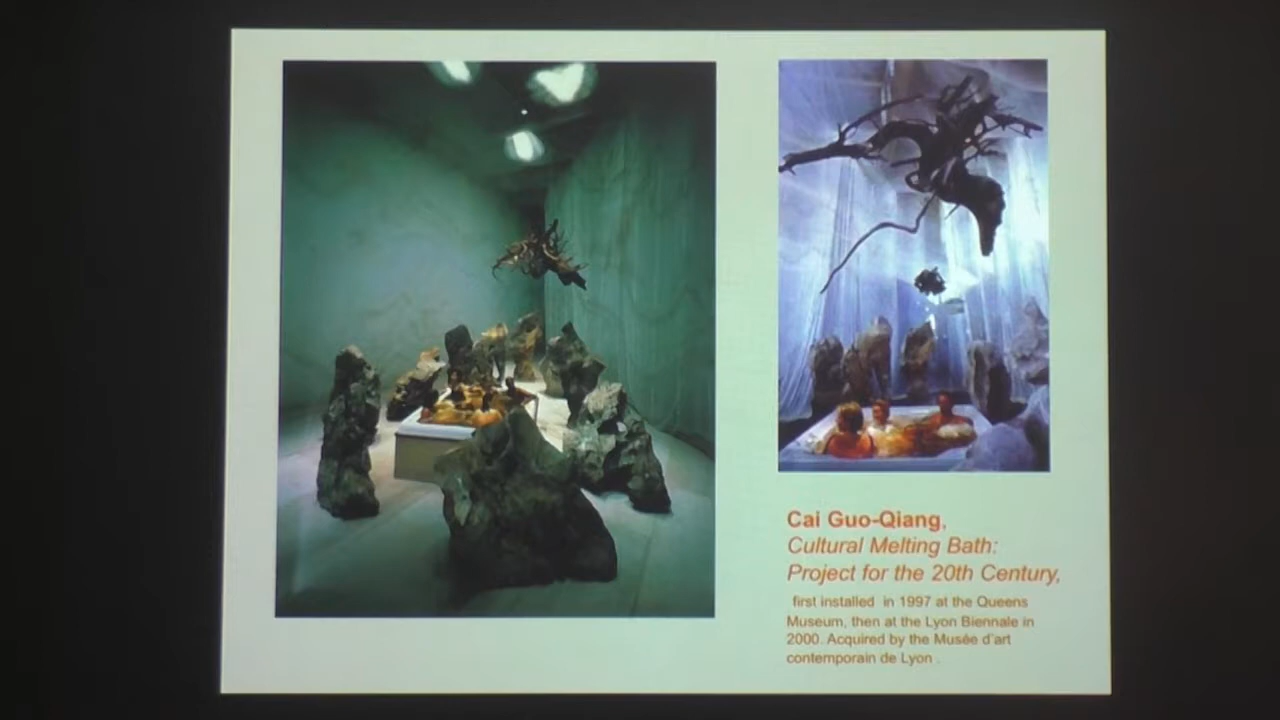 Cai Guo-Qiang,
Cultural Melting Bath:
Project for the 20th Century,
first installed in 1997 at the Queens
Museum, then at the Lyon Biennale in
2000. Acquired by the Musée d'art
contemporain de Lyon .